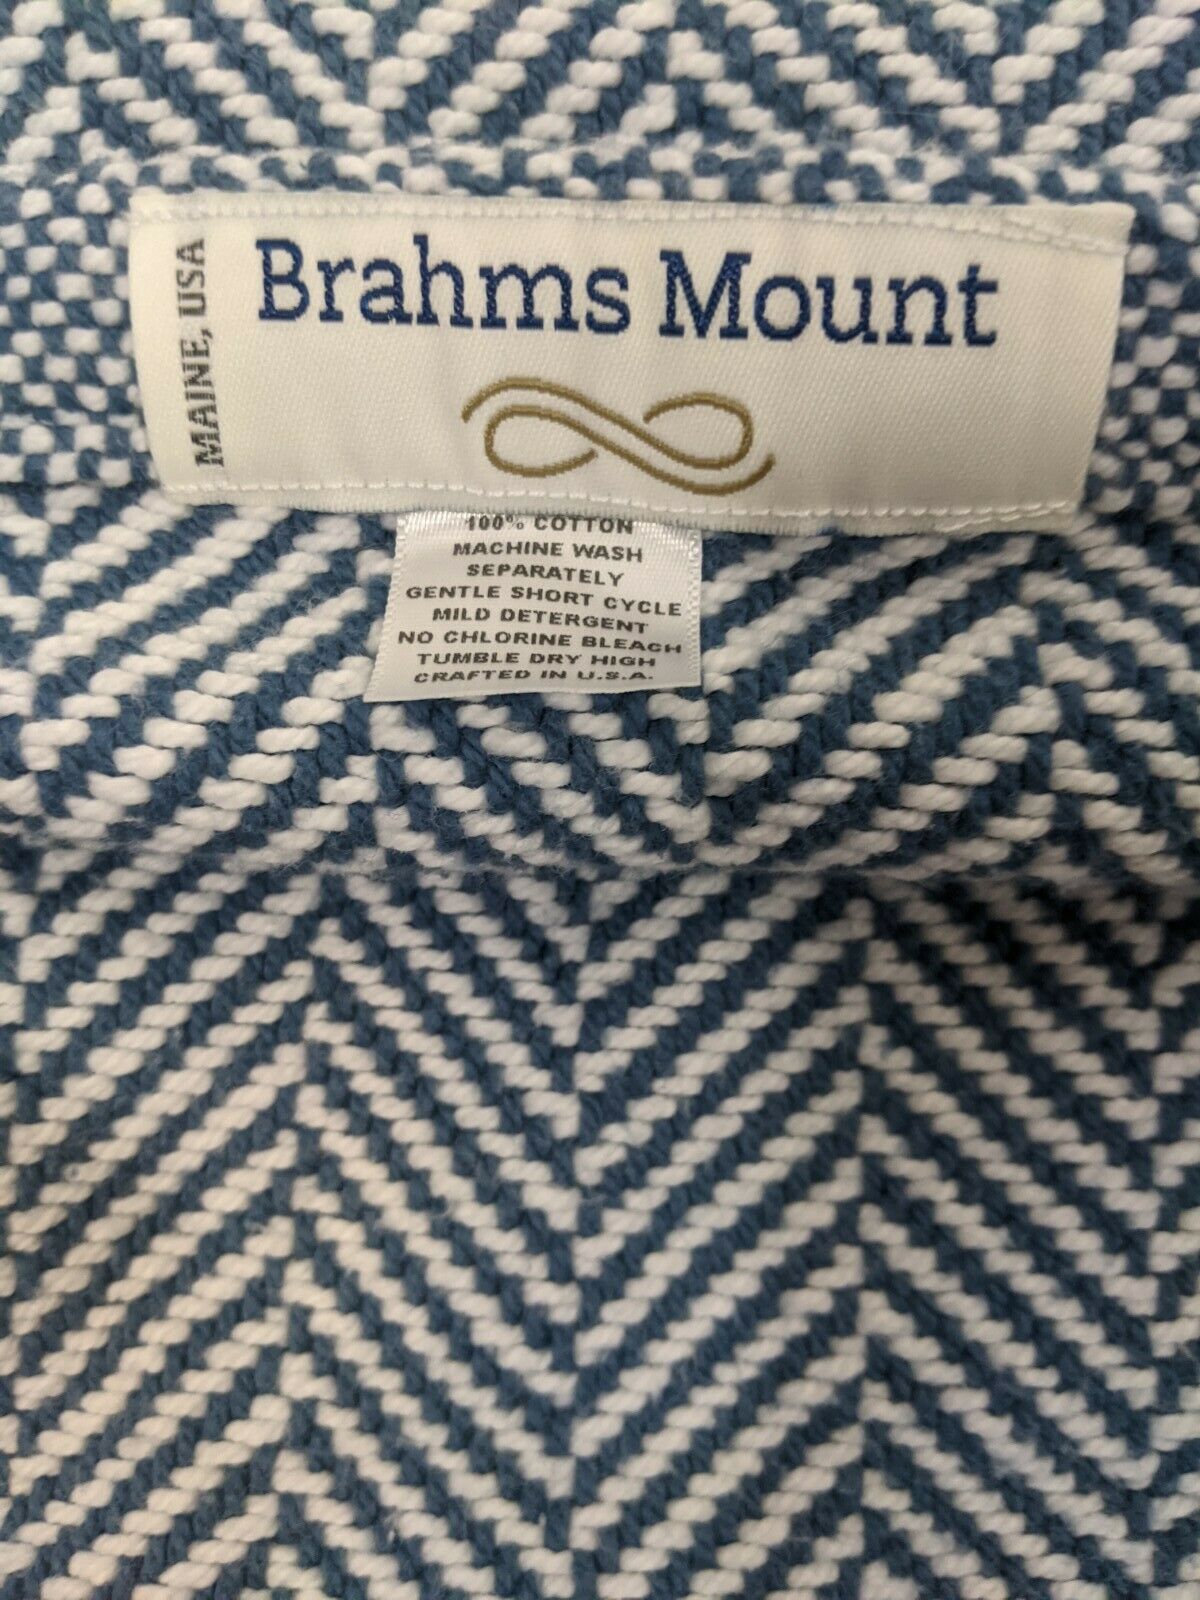 MAINE, USA
Brahms Mount
100% COTTON
MACHINE WASH
SEPARATELY
GENTLE SHORT CYCLE
MILD DETERGENT
NO CHLORINE BLEACH
TUMBLE DRY HIGH
CRAFTED IN U.S.A.